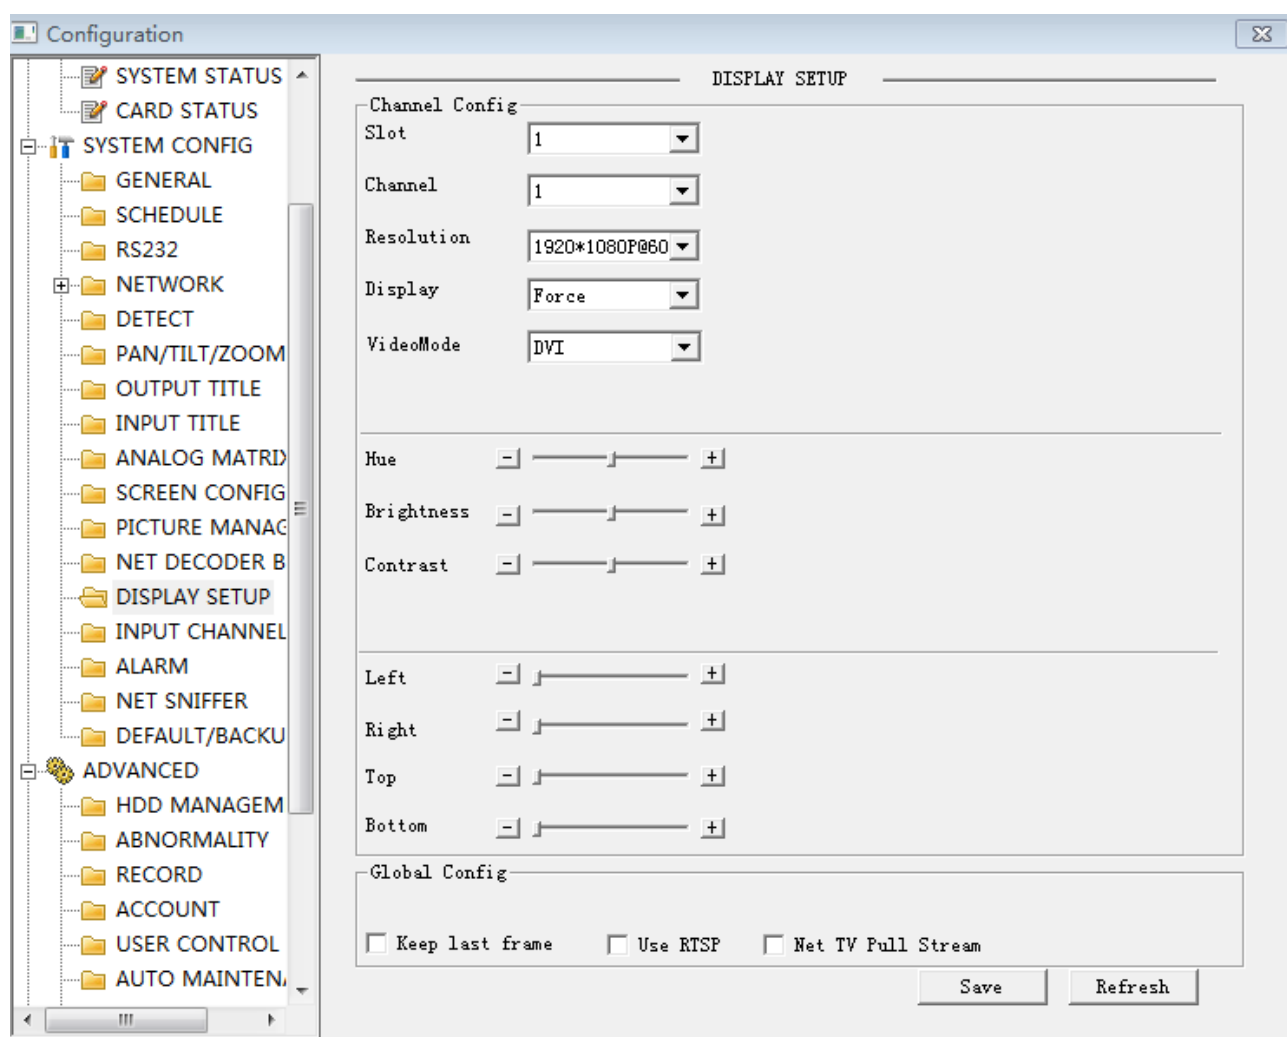 Configuration
SYSTEM STATUS
CARD STATUS
SYSTEM CONFIG
GENERAL
SCHEDULE
RS232
NETWORK
DETECT
PAN/TILT/ZOOM
OUTPUT TITLE
INPUT TITLE
ANALOG MATRIX
SCREEN CONFIG
PICTURE MANAG
NET DECODER B
DISPLAY SETUP
INPUT CHANNEL
ALARM
NET SNIFFER
DEFAULT/BACKU
ADVANCED
HDD MANAGEM
ABNORMALITY
RECORD
ACCOUNT
USER CONTROL
AUTO MAINTENA
DISPLAY SETUP
Channel Config
Slot 1
Channel 1
Resolution 1920*1080P@60
Display Force
VideoMode DVI
Hue - +
Brightness - +
Contrast - +
Left - +
Right - +
Top - +
Bottom - +
Global Config
Keep last frame Use RTSP Net TV Pull Stream
Save Refresh